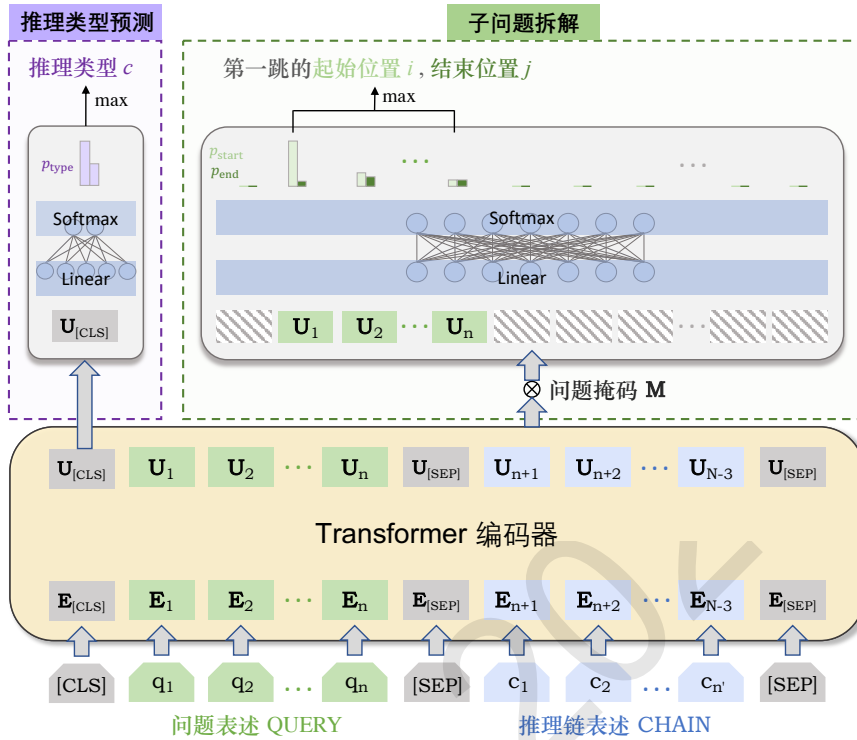 推理类型预测
子问题拆解
推理类型 c
max
第一跳的起始位置 i , 结束位置 j
max
p_type
p_start
p_end
... ...
Softmax
Linear
U[CLS]
Softmax
Linear
U1 U2 ... Un ...
⊗ 问题掩码 M
U[CLS] U1 U2 ... Un U[SEP] Un+1 Un+2 ... UN-3 U[SEP]
Transformer 编码器
E[CLS] E1 E2 ... En E[SEP] En+1 En+2 ... EN-3 E[SEP]
[CLS] q1 q2 ... qn [SEP] c1 c2 ... cn' [SEP]
问题表述 QUERY
推理链表述 CHAIN